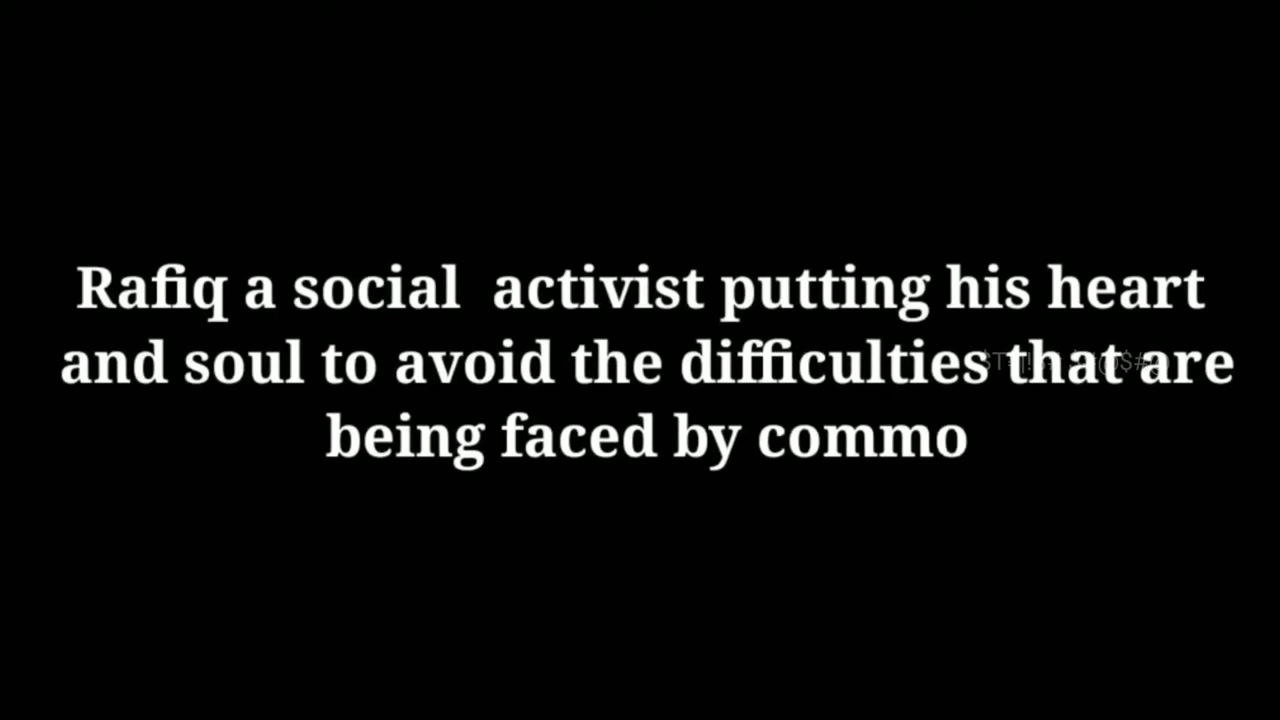 Rafiq a social  activist putting his heart
and soul to avoid the difficulties that are
being faced by commo